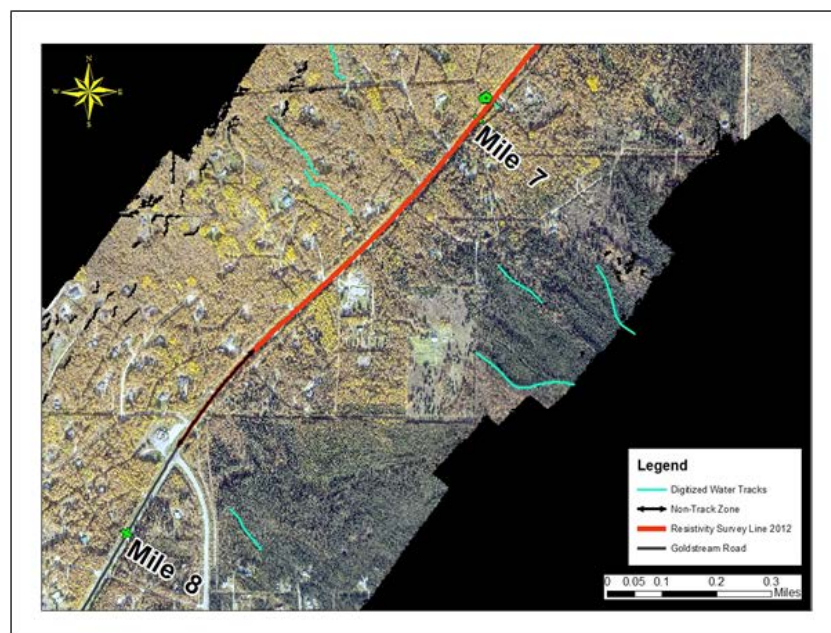 N
W E
S
Mile 7
Mile 8
Legend
Digitized Water Tracks
Non-Track Zone
Resistivity Survey Line 2012
Goldstream Road
0 0.05 0.1 0.2 0.3
Miles